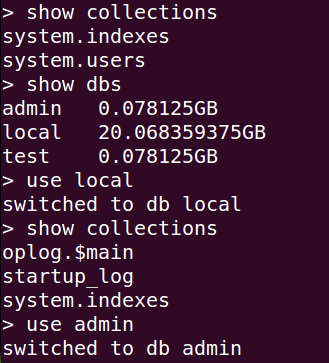 > show collections
system.indexes
system.users
> show dbs
admin   0.078125GB
local   20.068359375GB
test    0.078125GB
> use local
switched to db local
> show collections
oplog.$main
startup_log
system.indexes
> use admin
switched to db admin